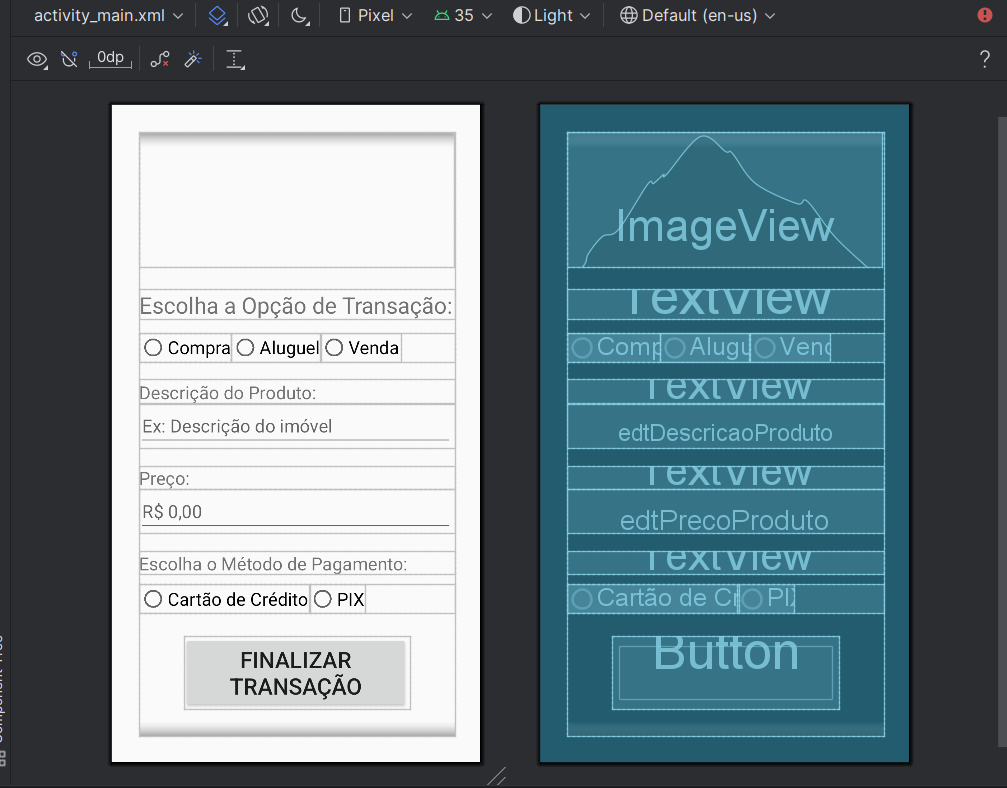 activity_main.xml
Pixel
35
Light
Default (en-us)
0dp
?
Escolha a Opção de Transação:
Compra
Aluguel
Venda
Descrição do Produto:
Ex: Descrição do imóvel
Preço:
R$ 0,00
Escolha o Método de Pagamento:
Cartão de Crédito
PIX
FINALIZAR
TRANSAÇÃO
ImageView
TextView
Comp
Alugu
Venc
TextView
edtDescricaoProduto
TextView
edtPrecoProduto
TextView
Cartão de Cr
PIX
Button
Component Tree